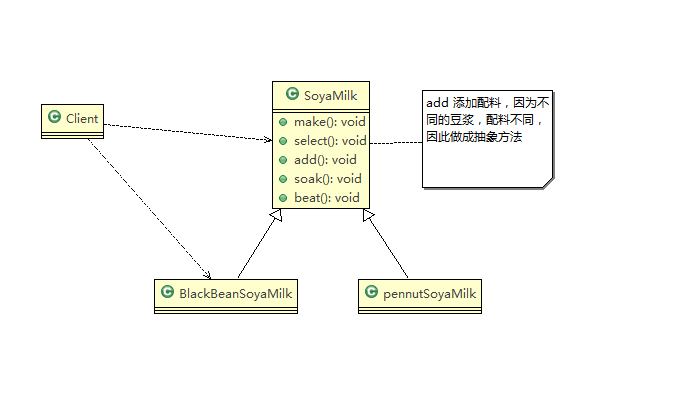 SoyaMilk
make(): void
select(): void
add(): void
soak(): void
beat(): void
Client
add 添加配料，因为不
同的豆浆，配料不同，
因此做成抽象方法
BlackBeanSoyaMilk
pennutSoyaMilk